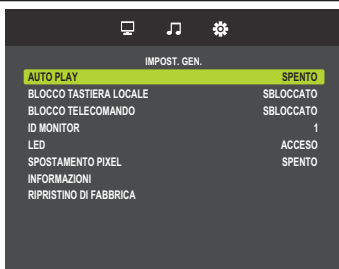 IMPOST. GEN.
AUTO PLAY SPENTO
BLOCCO TASTIERA LOCALE SBLOCCATO
BLOCCO TELECOMANDO SBLOCCATO
ID MONITOR 1
LED ACCESO
SPOSTAMENTO PIXEL SPENTO
INFORMAZIONI
RIPRISTINO DI FABBRICA